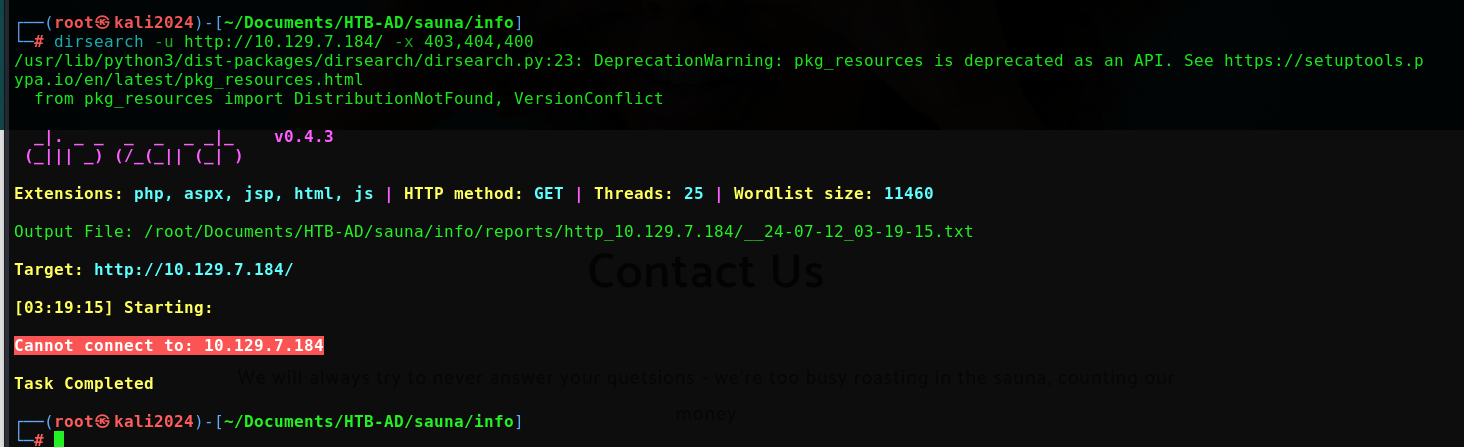 ┌──(root㉿kali2024)-[~/Documents/HTB-AD/sauna/info]
└─# dirsearch -u http://10.129.7.184/ -x 403,404,400
/usr/lib/python3/dist-packages/dirsearch/dirsearch.py:23: DeprecationWarning: pkg_resources is deprecated as an API. See https://setuptools.p
ypa.io/en/latest/pkg_resources.html
  from pkg_resources import DistributionNotFound, VersionConflict
  _|. _ _  _  _  _ _|_    v0.4.3
 (_||| _) (/_(_|| (_| )
Extensions: php, aspx, jsp, html, js | HTTP method: GET | Threads: 25 | Wordlist size: 11460
Output File: /root/Documents/HTB-AD/sauna/info/reports/http_10.129.7.184/__24-07-12_03-19-15.txt
Contact Us
Target: http://10.129.7.184/
[03:19:15] Starting:
Cannot connect to: 10.129.7.184
We will always try to never answer your quetsions - we're too busy roasting in the sauna, counting our
Task Completed
money
┌──(root㉿kali2024)-[~/Documents/HTB-AD/sauna/info]
└─#